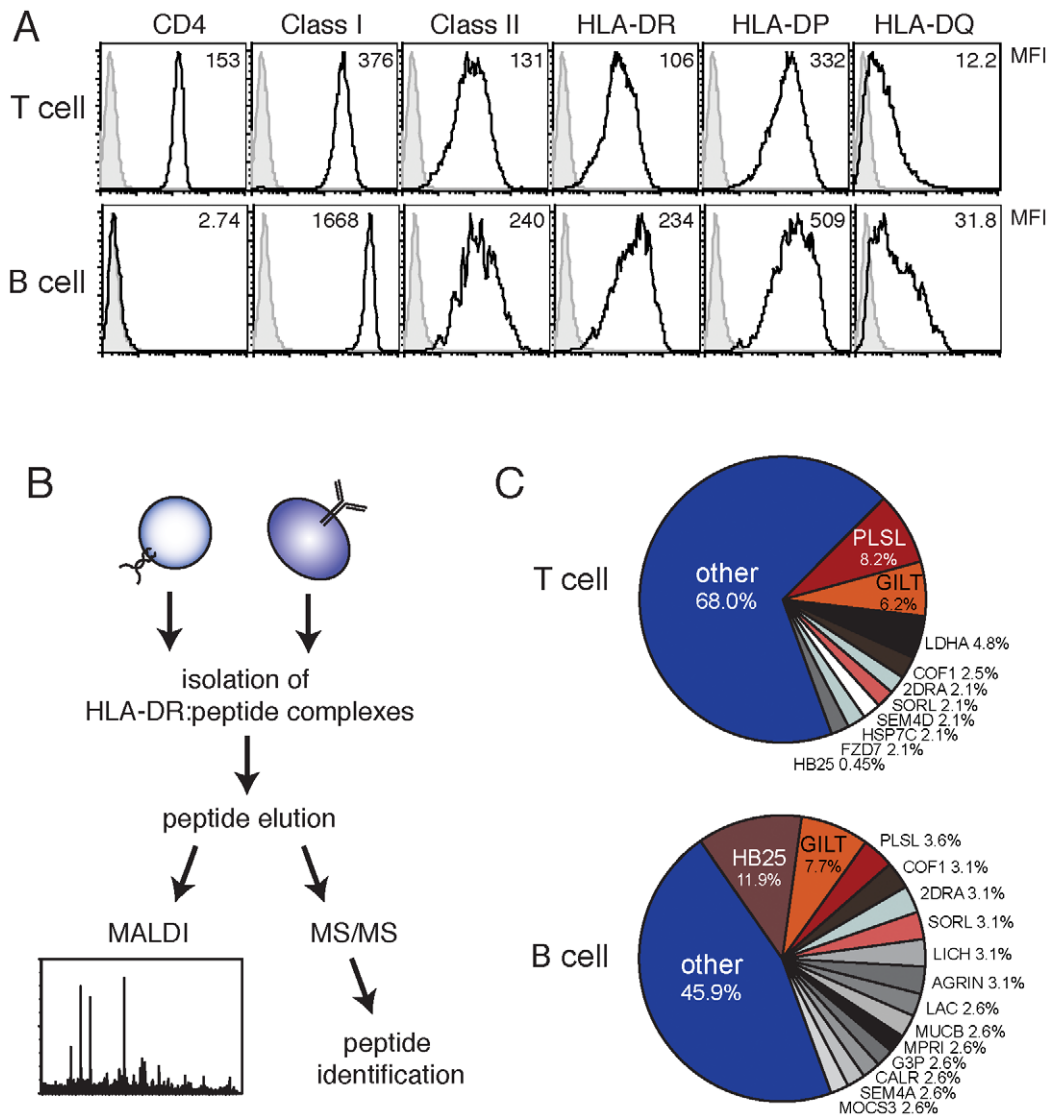 A
CD4 Class I Class II HLA-DR HLA-DP HLA-DQ
T cell 153 376 131 106 332 12.2 MFI
B cell 2.74 1668 240 234 509 31.8 MFI
B
isolation of
HLA-DR:peptide complexes
peptide elution
MALDI MS/MS
peptide
identification
C
T cell
other
68.0%
PLSL
8.2%
GILT
6.2%
LDHA 4.8%
COF1 2.5%
2DRA 2.1%
SORL 2.1%
SEM4D 2.1%
HSP7C 2.1%
FZD7 2.1%
HB25 0.45%
B cell
other
45.9%
HB25
11.9%
GILT
7.7%
PLSL 3.6%
COF1 3.1%
2DRA 3.1%
SORL 3.1%
LICH 3.1%
AGRIN 3.1%
LAC 2.6%
MUCB 2.6%
MPRI 2.6%
G3P 2.6%
CALR 2.6%
SEM4A 2.6%
MOCS3 2.6%